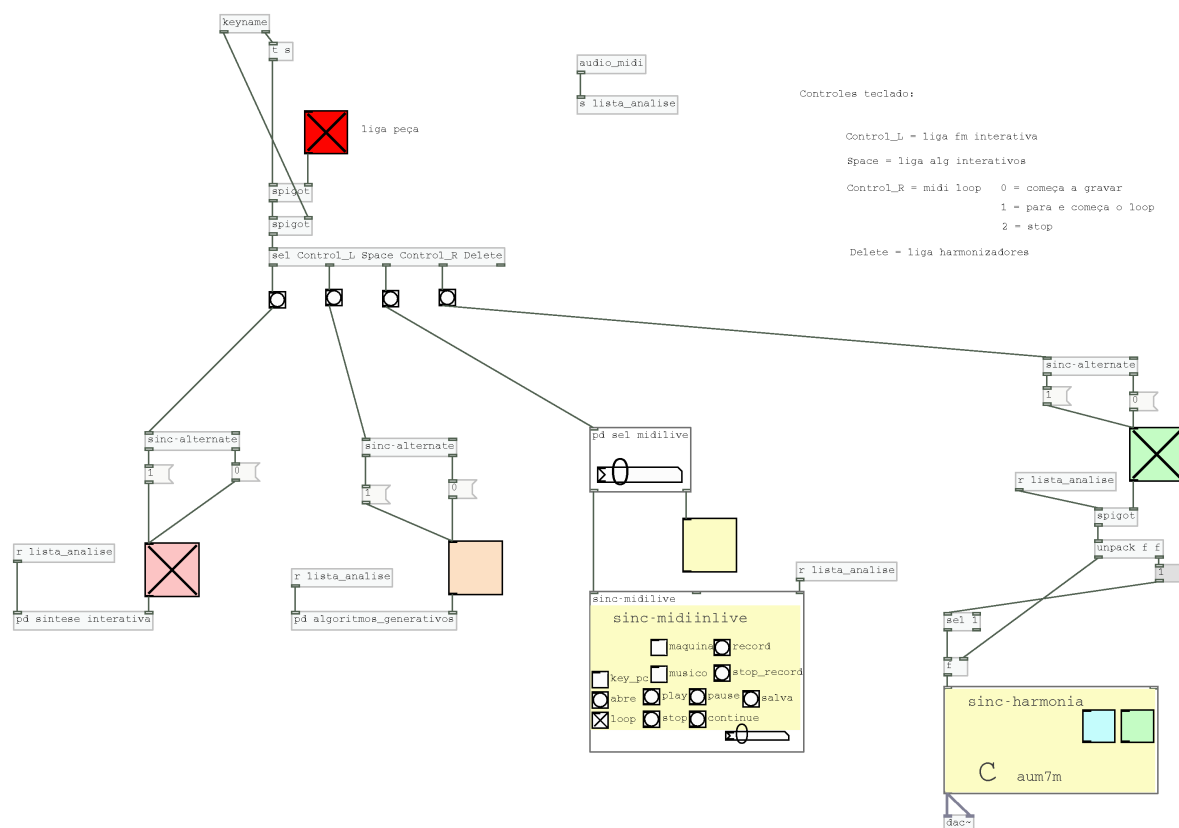 keyname
t s
audio_midi
s lista_analise
Controles teclado:
liga peça
Control_L = liga fm interativa
Space = liga alg interativos
Control_R = midi loop 0 = começa a gravar
1 = para e começa o loop
2 = stop
Delete = liga harmonizadores
spigot
spigot
sel Control_L Space Control_R Delete
sinc-alternate
1
0
sinc-alternate
1
0
sinc-alternate
1
0
pd sel midilive
r lista_analise
spigot
unpack f f
1
r lista_analise
pd sintese interativa
r lista_analise
pd algoritmos_generativos
r lista_analise
sinc-midilive
sinc-midiinlive
maquina
record
musico
stop_record
key_pc
abre
play
pause
salva
loop
stop
continue
sel 1
f
sinc-harmonia
C aum7m
dac~